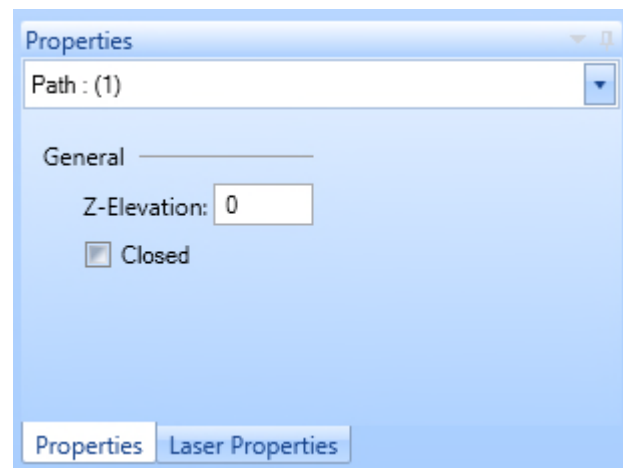 Properties
Path : (1)
General
Z-Elevation: 0
Closed
Properties Laser Properties